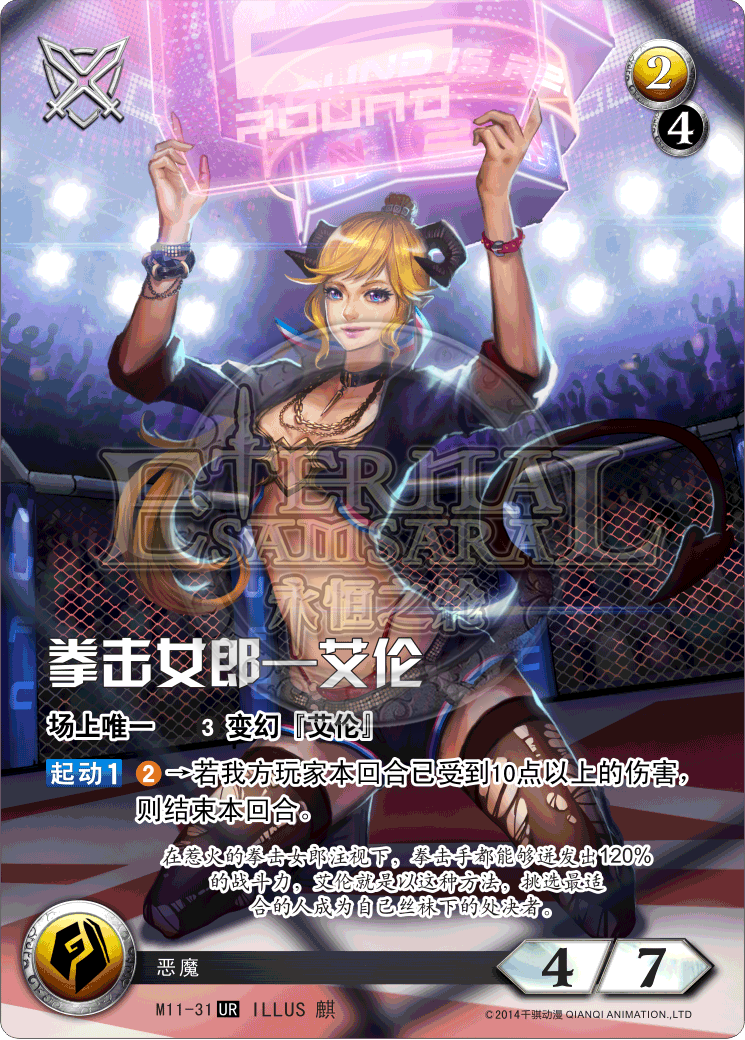 2
4
ROUND
ETERNAL
SAMSARA
永恒之轮
拳击女郎—艾伦
场上唯一 3 变幻『艾伦』
起动1 2 →若我方玩家本回合已受到10点以上的伤害，
则结束本回合。
在惹火的拳击女郎注视下，拳击手都能够迸发出120%
的战斗力，艾伦就是以这种方法，挑选最适
合的人成为自己丝袜下的处决者。
恶魔
4 7
M11-31 UR ILLUS 麒
©2014千骐动漫 QIANQI ANIMATION.,LTD